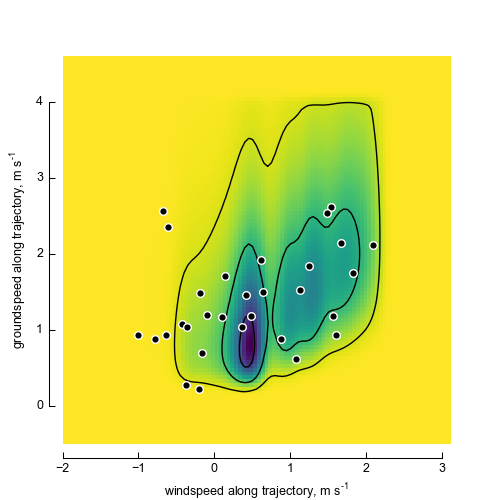 4
3
2
1
0
groundspeed along trajectory, m s⁻¹
−2 −1 0 1 2 3
windspeed along trajectory, m s⁻¹